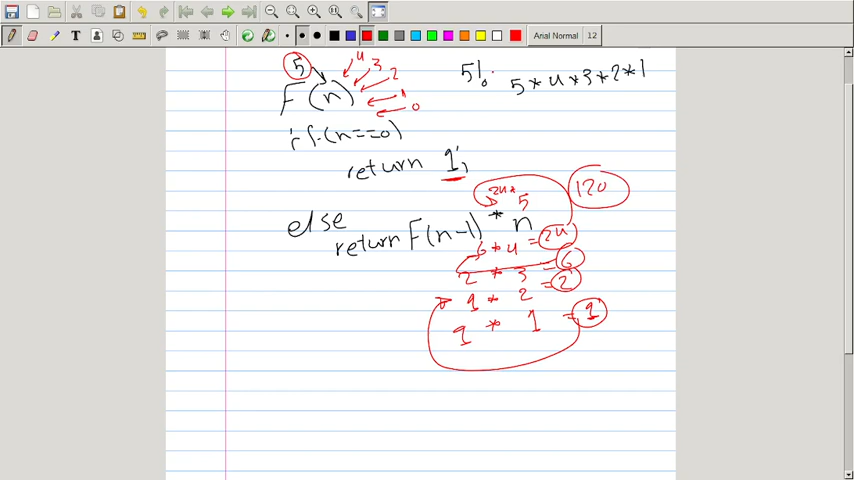 Arial Normal 12
5 4 3 2 1 0
5! 5*4*3*2*1
F(n)
if(n==0)
return 1;
else
return F(n-1) * n
24* 5 120
6 * 4 = 24
2 * 3 = 6
1 * 2 = 2
1 * 1 = 1